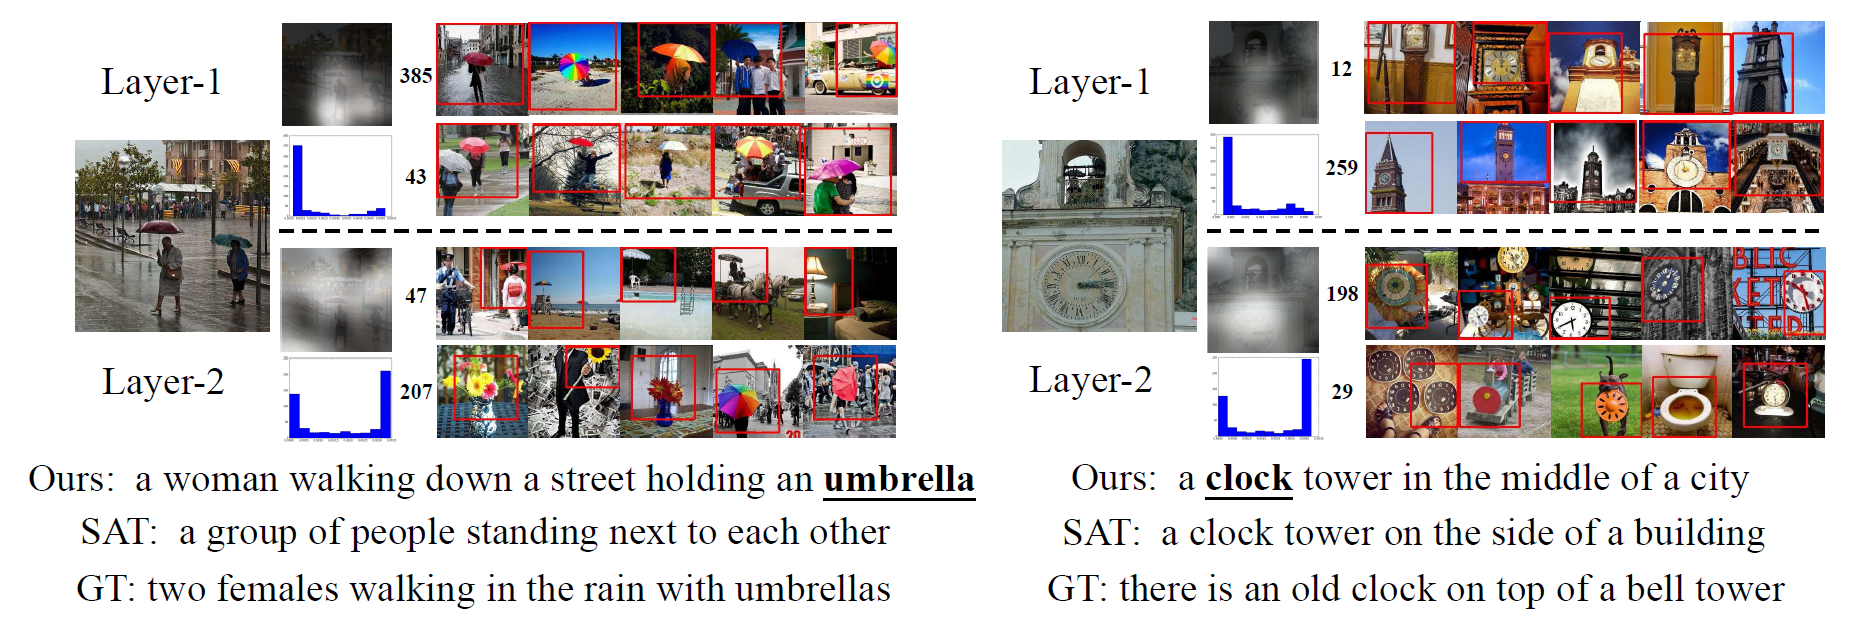 Layer-1
385
43
Layer-2
47
207
Ours: a woman walking down a street holding an umbrella
SAT: a group of people standing next to each other
GT: two females walking in the rain with umbrellas
Layer-1
12
259
Layer-2
198
29
BLIC
KET
Ours: a clock tower in the middle of a city
SAT: a clock tower on the side of a building
GT: there is an old clock on top of a bell tower